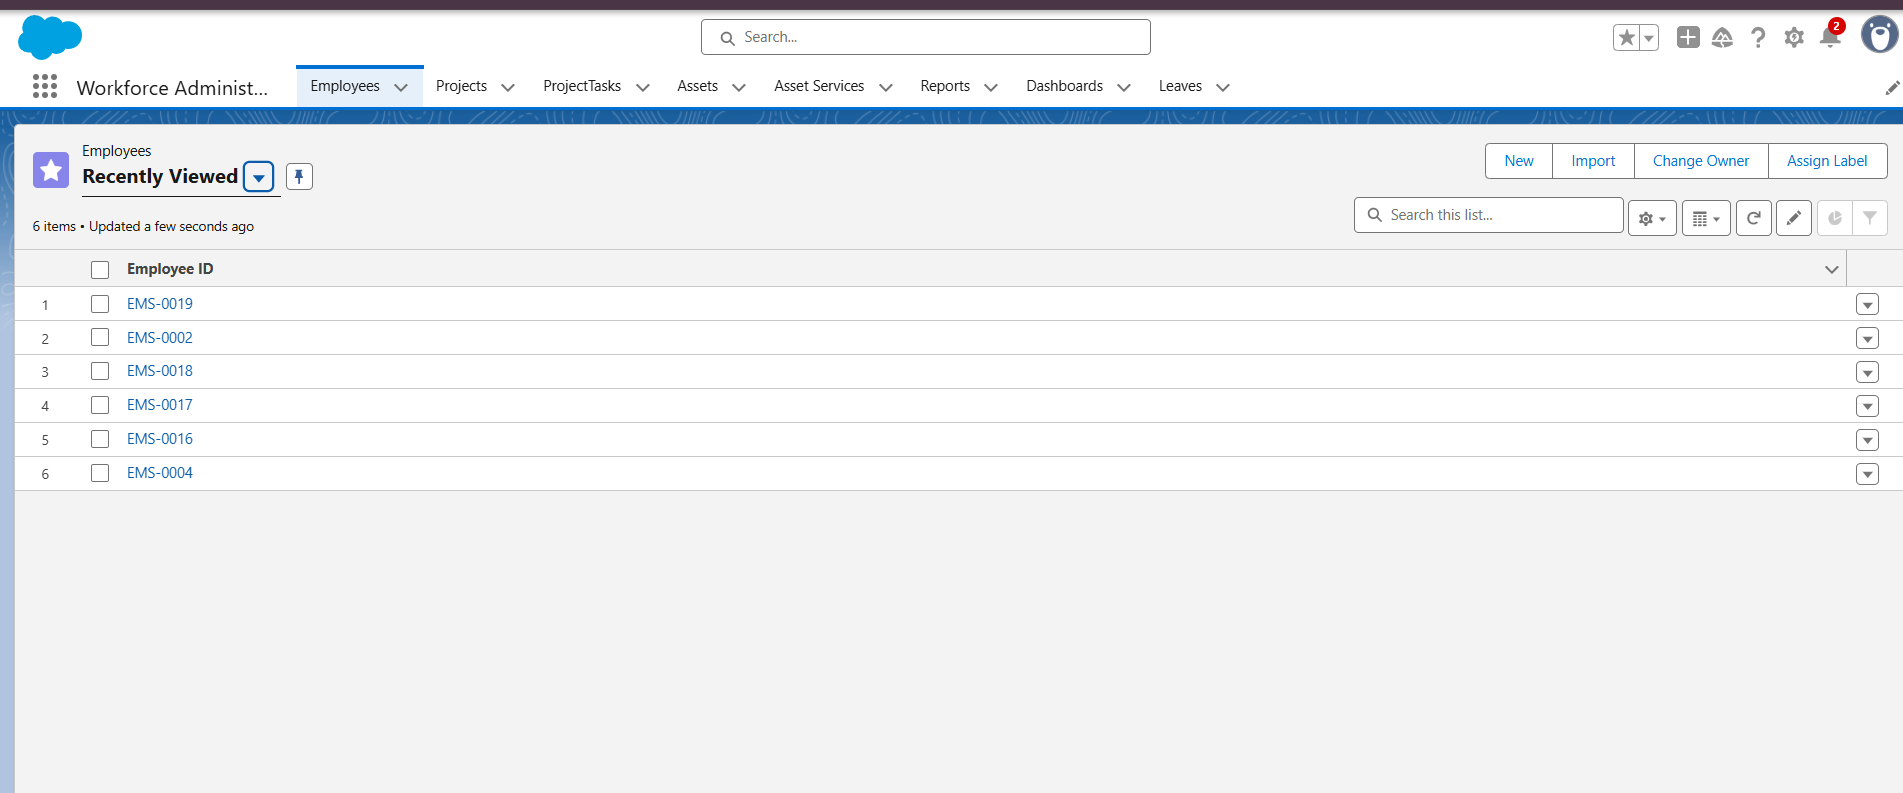 Search...
2
Workforce Administ...
Employees
Projects
ProjectTasks
Assets
Asset Services
Reports
Dashboards
Leaves
Employees
Recently Viewed
New
Import
Change Owner
Assign Label
6 items • Updated a few seconds ago
Search this list...
Employee ID
1 EMS-0019
2 EMS-0002
3 EMS-0018
4 EMS-0017
5 EMS-0016
6 EMS-0004